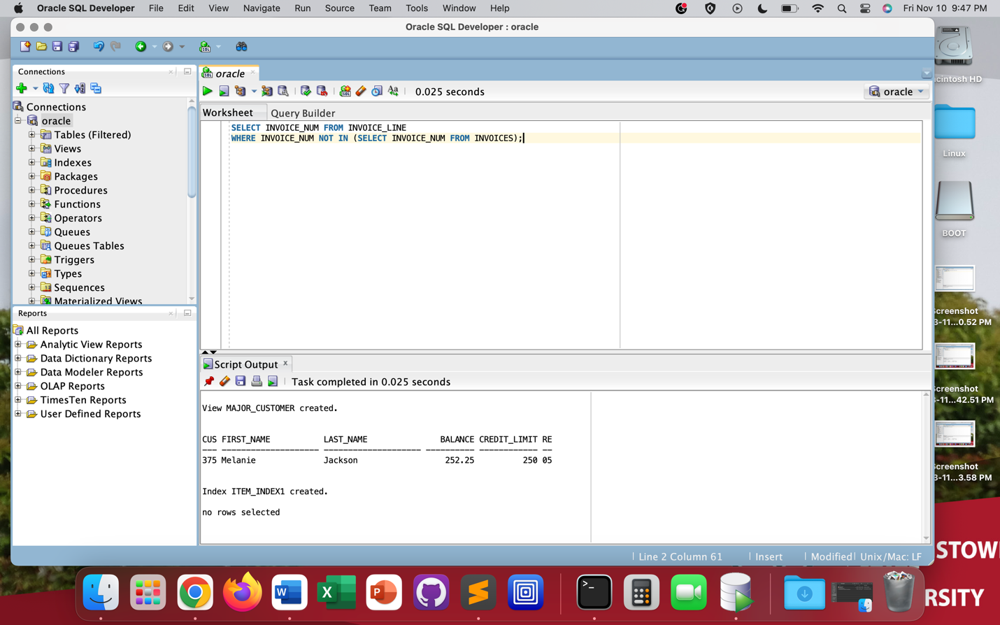 Oracle SQL Developer File Edit View Navigate Run Source Team Tools Window Help Fri Nov 10 9:47 PM
Oracle SQL Developer : oracle
Connections
Connections
oracle
Tables (Filtered)
Views
Indexes
Packages
Procedures
Functions
Operators
Queues
Queues Tables
Triggers
Types
Sequences
Materialized Views
Reports
All Reports
Analytic View Reports
Data Dictionary Reports
Data Modeler Reports
OLAP Reports
TimesTen Reports
User Defined Reports
oracle
0.025 seconds
oracle
Worksheet Query Builder
SELECT INVOICE_NUM FROM INVOICE_LINE
WHERE INVOICE_NUM NOT IN (SELECT INVOICE_NUM FROM INVOICES);
Script Output
Task completed in 0.025 seconds
View MAJOR_CUSTOMER created.
CUS FIRST_NAME LAST_NAME BALANCE CREDIT_LIMIT RE
--- -------------------- -------------------- ---------- ------------ --
375 Melanie Jackson 252.25 250 05
Index ITEM_INDEX1 created.
no rows selected
Line 2 Column 61 Insert Modified Unix/Mac: LF
cintosh HD
Linux
BOOT
creenshot
3-11...0.52 PM
creenshot
-11...42.51 PM
creenshot
3-11...3.58 PM
STOW
RSITY